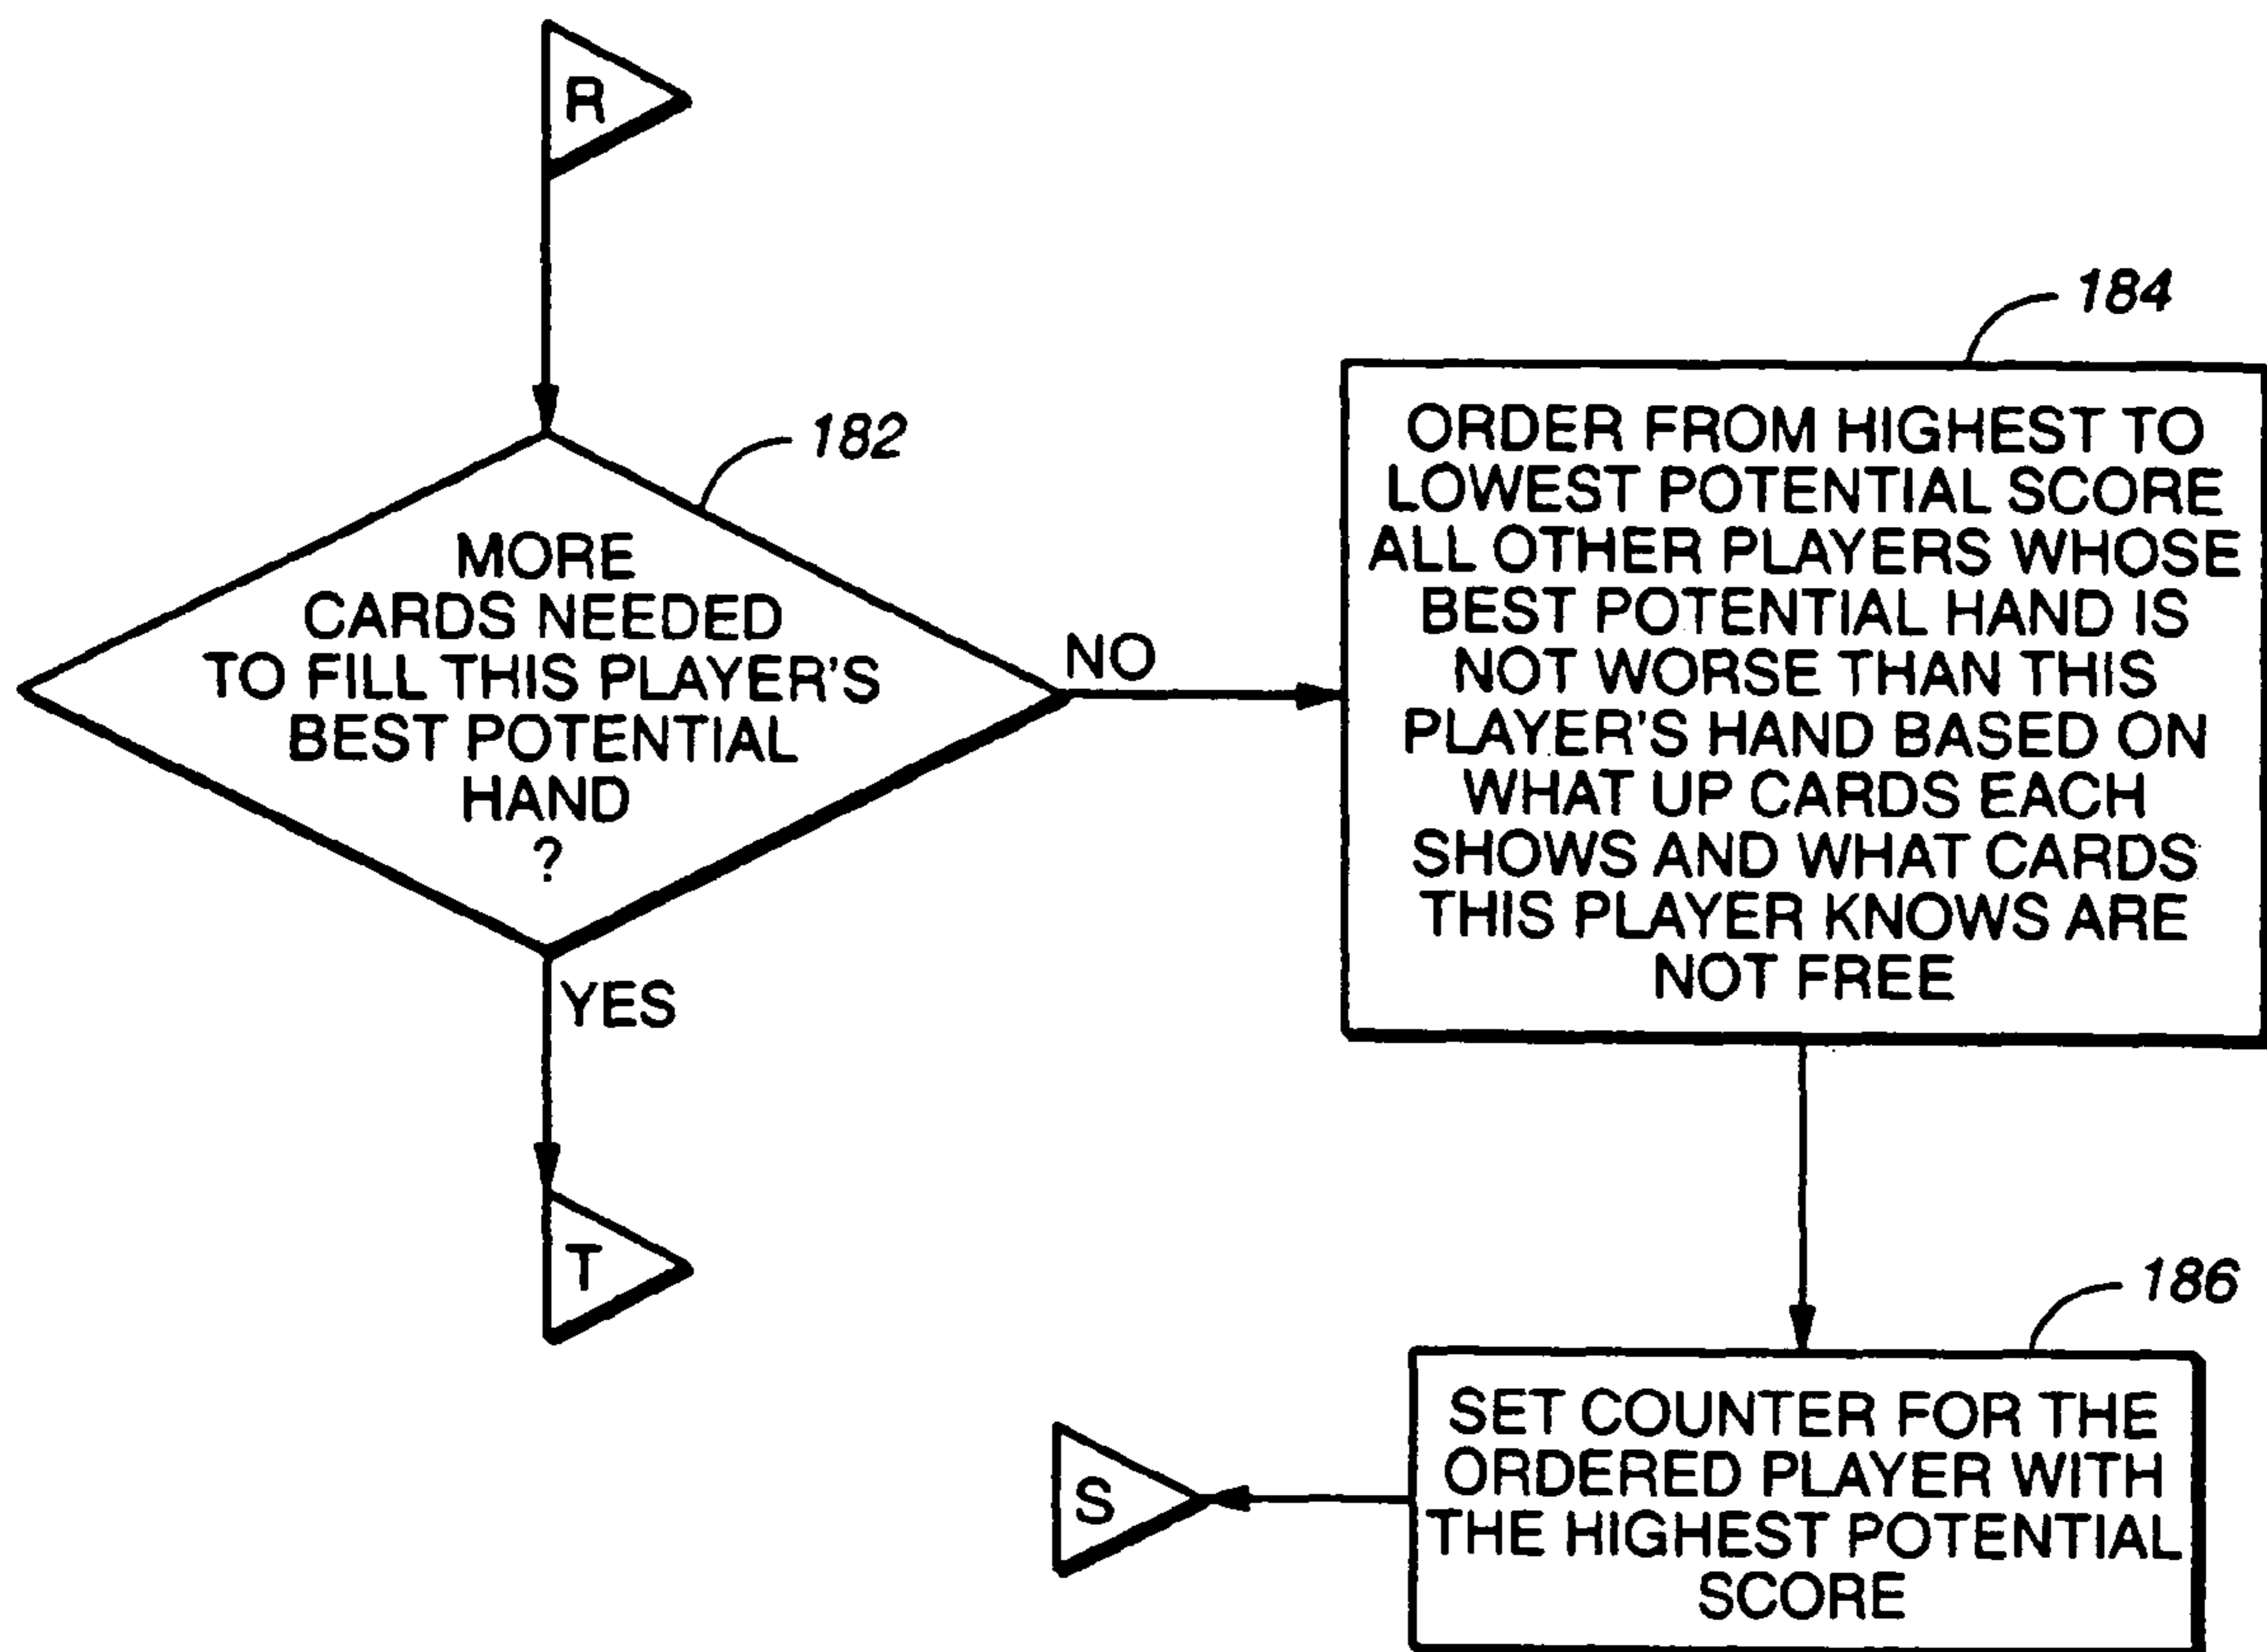 R
182
MORE
CARDS NEEDED
TO FILL THIS PLAYER'S
BEST POTENTIAL
HAND
?
NO
YES
T
184
ORDER FROM HIGHEST TO
LOWEST POTENTIAL SCORE
ALL OTHER PLAYERS WHOSE
BEST POTENTIAL HAND IS
NOT WORSE THAN THIS
PLAYER'S HAND BASED ON
WHAT UP CARDS EACH
SHOWS AND WHAT CARDS
THIS PLAYER KNOWS ARE
NOT FREE
186
SET COUNTER FOR THE
ORDERED PLAYER WITH
THE HIGHEST POTENTIAL
SCORE
S